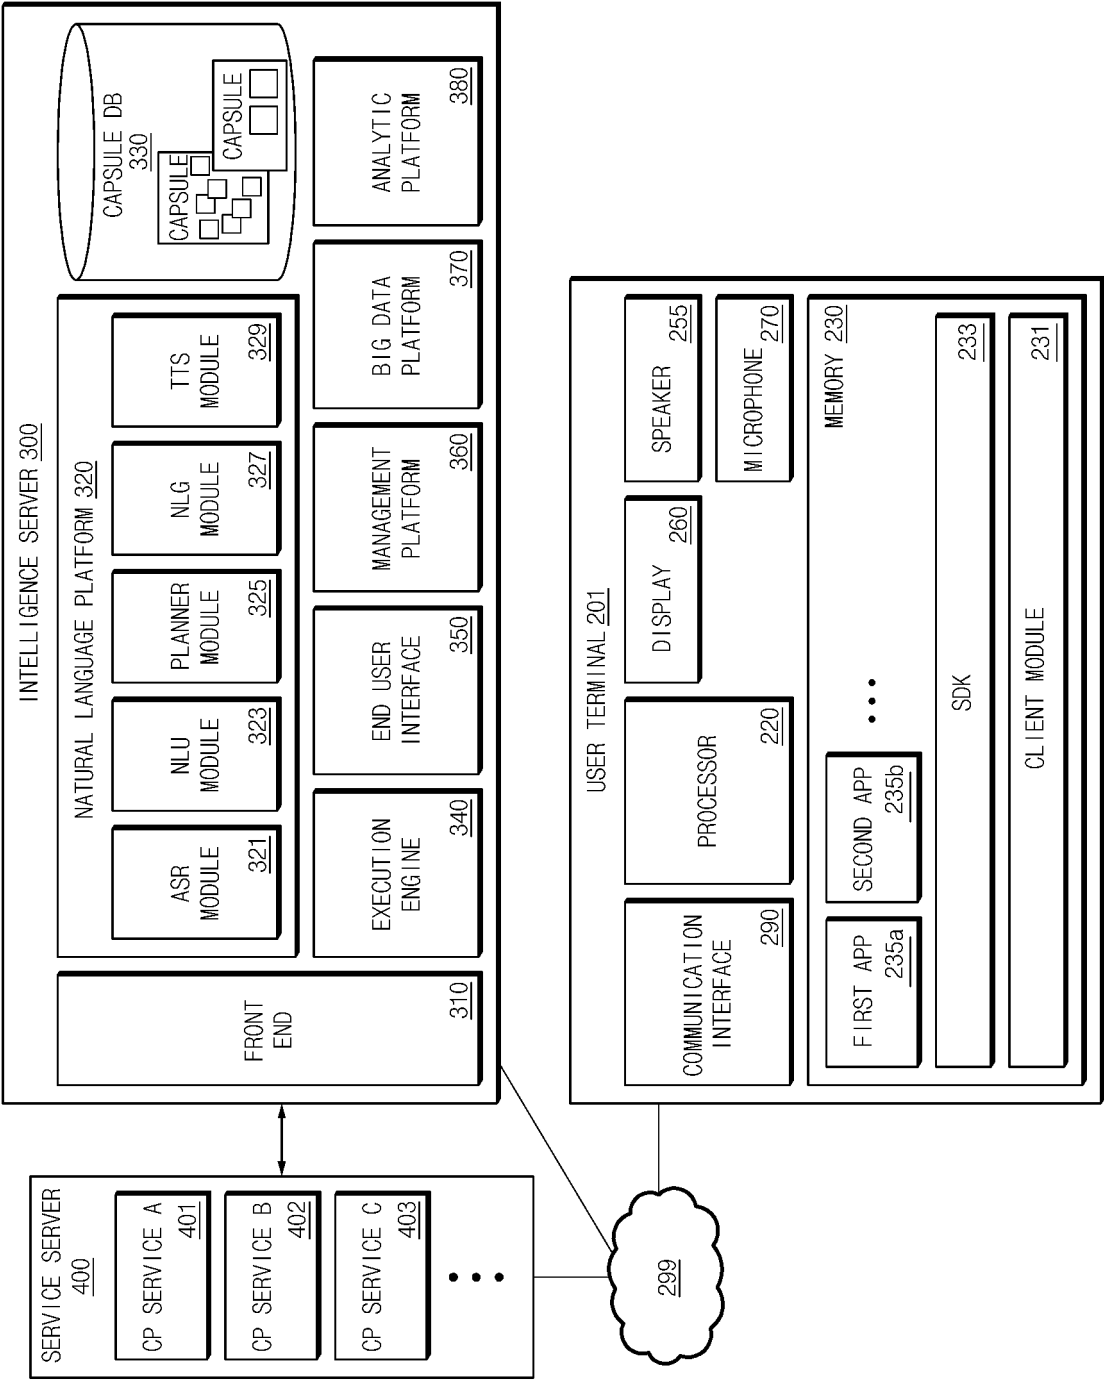 INTELLIGENCE SERVER 300
FRONT
END
310
NATURAL LANGUAGE PLATFORM 320
ASR
MODULE
321
NLU
MODULE
323
PLANNER
MODULE
325
NLG
MODULE
327
TTS
MODULE
329
CAPSULE DB
330
CAPSULE
CAPSULE
EXECUTION
ENGINE
340
END USER
INTERFACE
350
MANAGEMENT
PLATFORM
360
BIG DATA
PLATFORM
370
ANALYTIC
PLATFORM
380
SERVICE SERVER
400
CP SERVICE A
401
CP SERVICE B
402
CP SERVICE C
403
299
USER TERMINAL 201
COMMUNICATION
INTERFACE
290
PROCESSOR
220
DISPLAY
260
SPEAKER
255
MICROPHONE
270
MEMORY 230
FIRST APP
235a
SECOND APP
235b
SDK
233
CLIENT MODULE
231